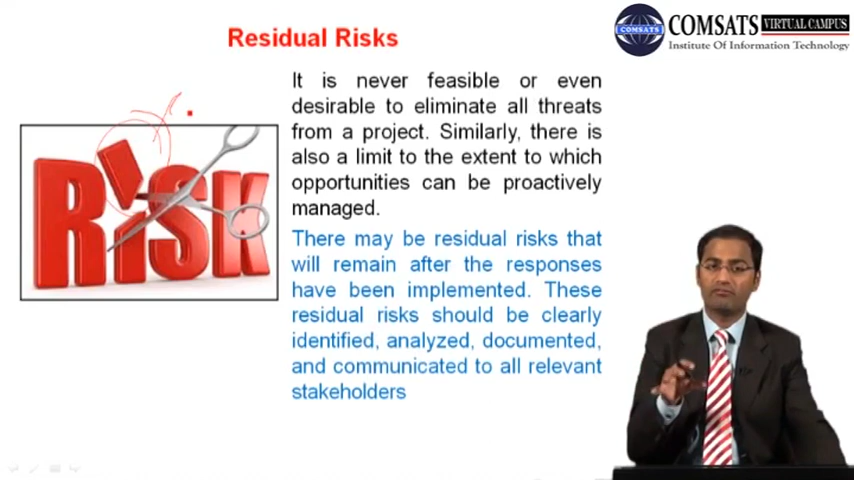 Residual Risks
COMSATS VIRTUAL CAMPUS
Institute Of Information Technology
COMSATS
It is never feasible or even
desirable to eliminate all threats
from a project. Similarly, there is
also a limit to the extent to which
opportunities can be proactively
managed.
RiSK
There may be residual risks that
will remain after the responses
have been implemented. These
residual risks should be clearly
identified, analyzed, documented,
and communicated to all relevant
stakeholders